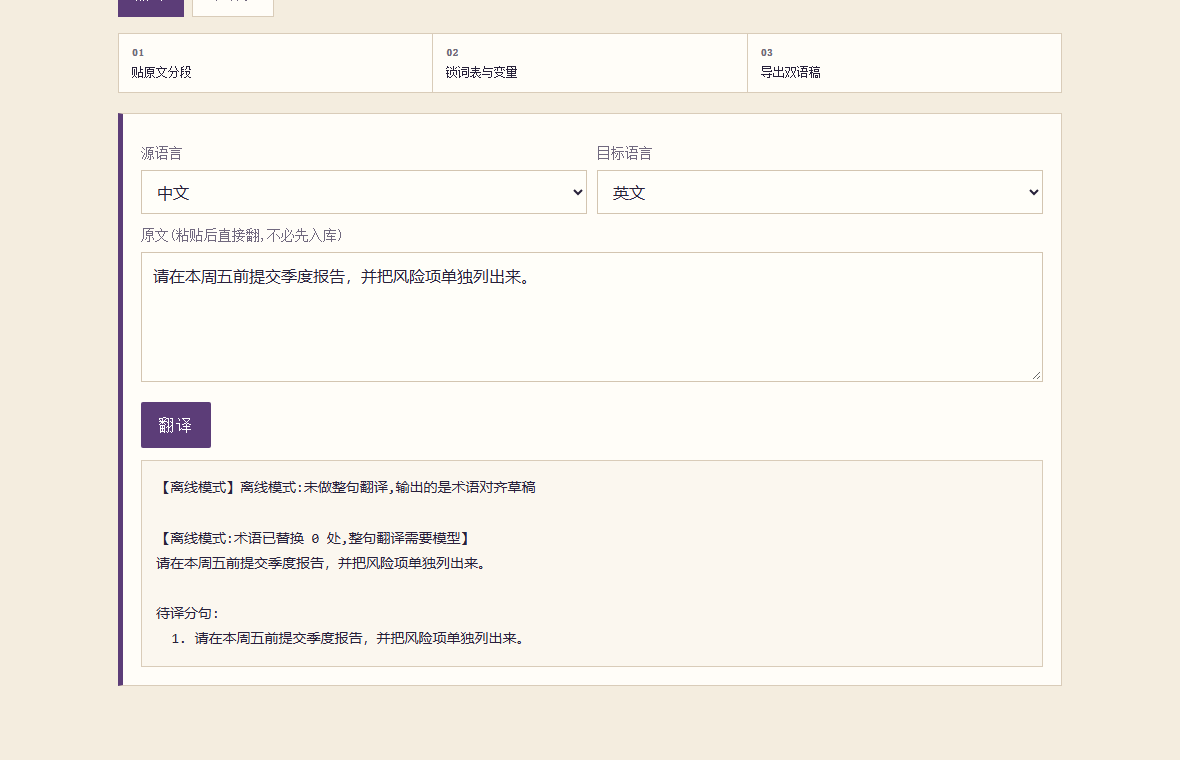 01
贴原文分段
02
锁词表与变量
03
导出双语稿
源语言
目标语言
中文
英文
原文(粘贴后直接翻,不必先入库)
请在本周五前提交季度报告，并把风险项单独列出来。
翻译
【离线模式】离线模式:未做整句翻译,输出的是术语对齐草稿
【离线模式:术语已替换 0 处,整句翻译需要模型】
请在本周五前提交季度报告，并把风险项单独列出来。
待译分句:
1. 请在本周五前提交季度报告，并把风险项单独列出来。